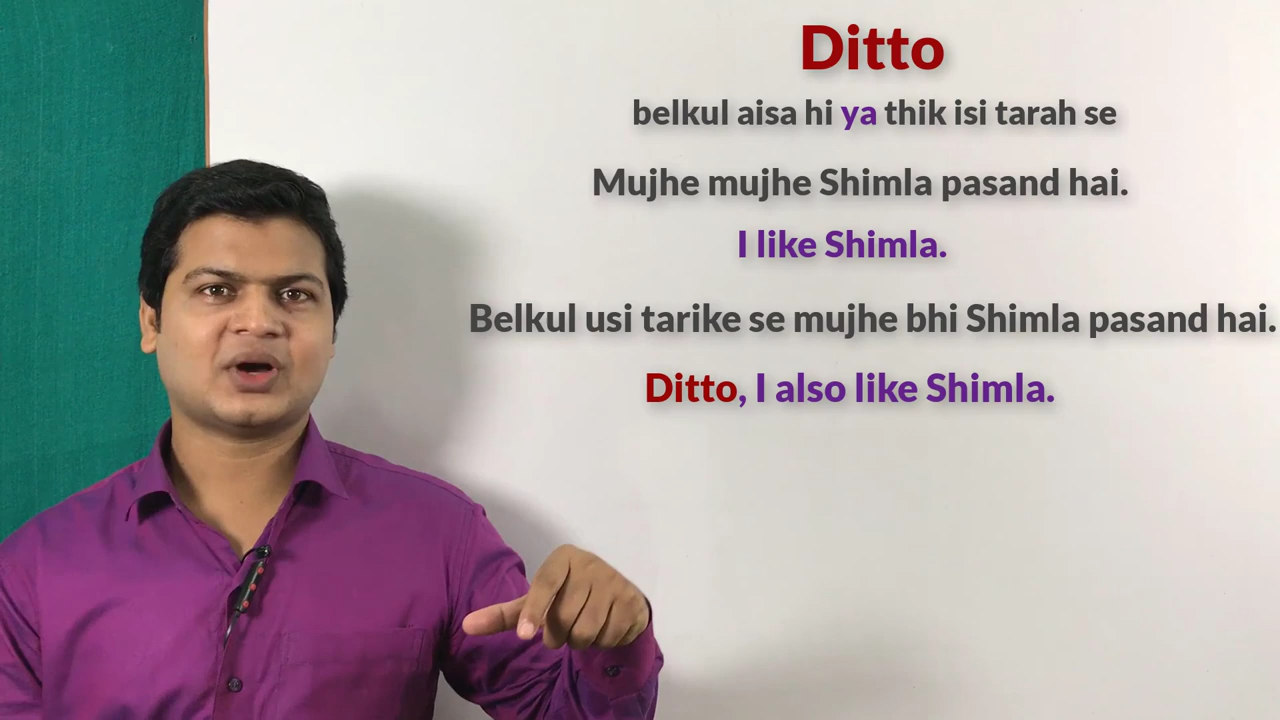 Ditto
belkul aisa hi ya thik isi tarah se
Mujhe mujhe Shimla pasand hai.
I like Shimla.
Belkul usi tarike se mujhe bhi Shimla pasand hai.
Ditto, I also like Shimla.